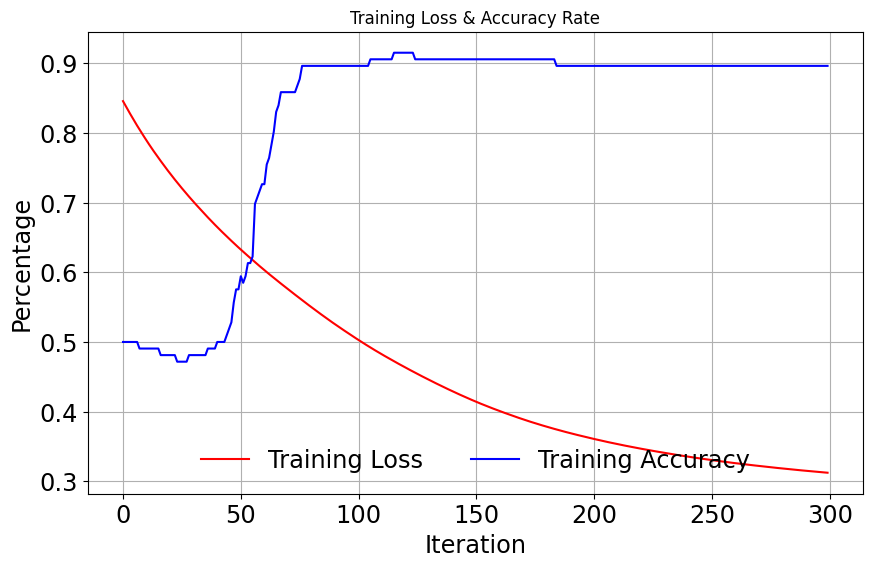 Training Loss & Accuracy Rate
0.9
0.8
0.7
0.6
0.5
0.4
0.3
Percentage
Training Loss
Training Accuracy
0 50 100 150 200 250 300
Iteration